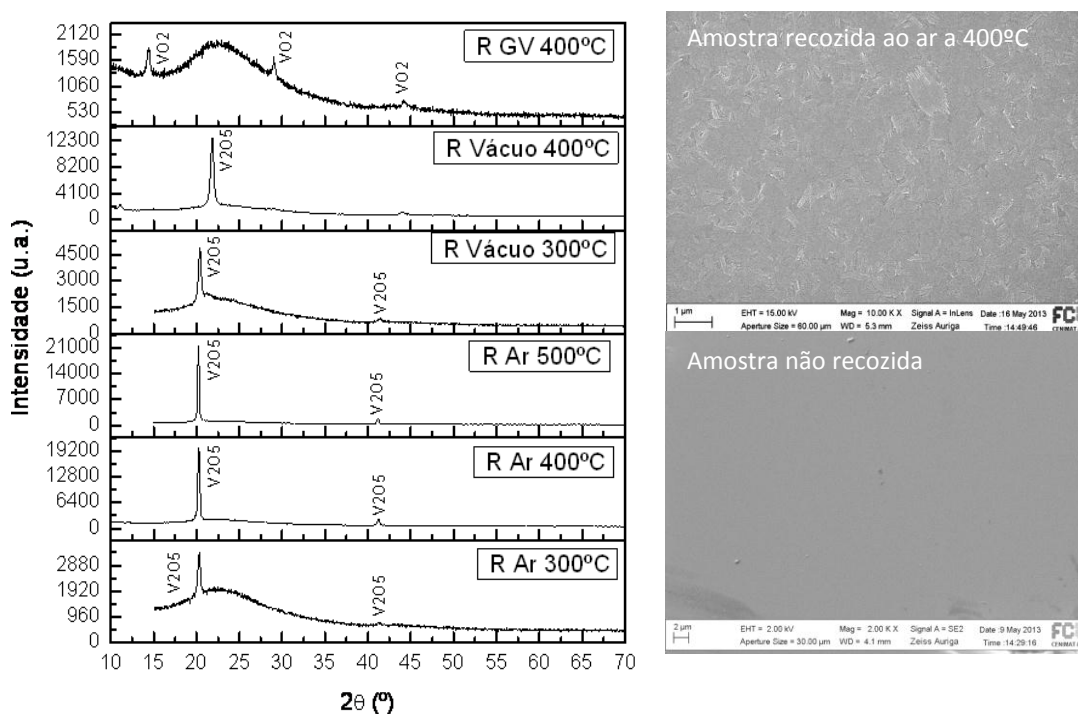 Intensidade (u.a.)
2120
1590
1060
530
VO2
VO2
VO2
R GV 400ºC
12300
8200
4100
0
V2O5
R Vácuo 400ºC
4500
3000
1500
0
V2O5
V2O5
R Vácuo 300ºC
21000
14000
7000
0
V2O5
V2O5
R Ar 500ºC
19200
12800
6400
0
V2O5
V2O5
R Ar 400ºC
2880
1920
960
0
V2O5
V2O5
R Ar 300ºC
10 15 20 25 30 35 40 45 50 55 60 65 70
2θ (º)
Amostra recozida ao ar a 400ºC
1 µm
EHT = 15.00 kV Mag = 10.00 K X Signal A = InLens Date :16 May 2013
Aperture Size = 60.00 µm WD = 5.3 mm Zeiss Auriga Time :14:49:46
Amostra não recozida
2 µm
EHT = 2.00 kV Mag = 2.00 K X Signal A = SE2 Date :9 May 2013
Aperture Size = 30.00 µm WD = 4.1 mm Zeiss Auriga Time :14:29:16